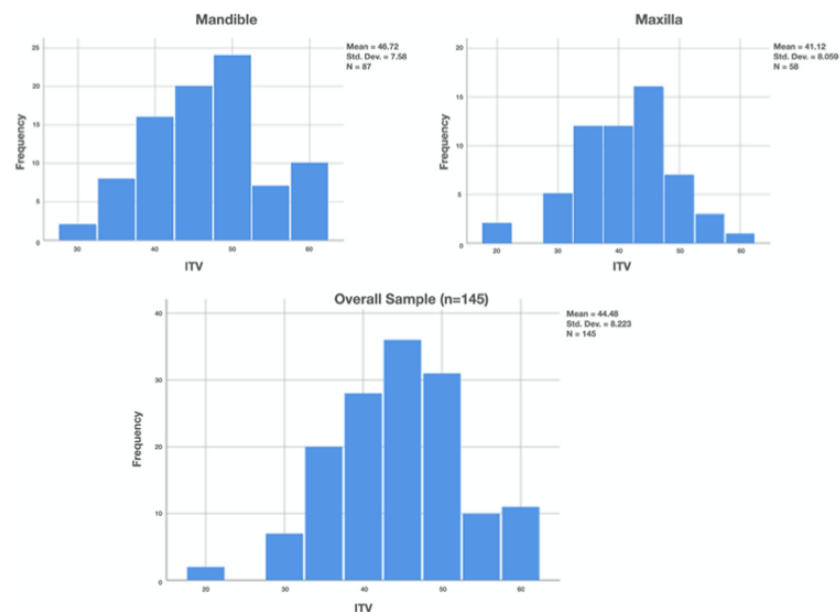 Mandible
Mean = 46.72
Std. Dev. = 7.58
N = 87
25
20
15
10
5
0
Frequency
30 40 50 60
ITV
Maxilla
Mean = 41.12
Std. Dev. = 8.059
N = 58
20
15
10
5
0
Frequency
20 30 40 50 60
ITV
Overall Sample (n=145)
Mean = 44.48
Std. Dev. = 8.223
N = 145
40
30
20
10
0
Frequency
20 30 40 50 60
ITV